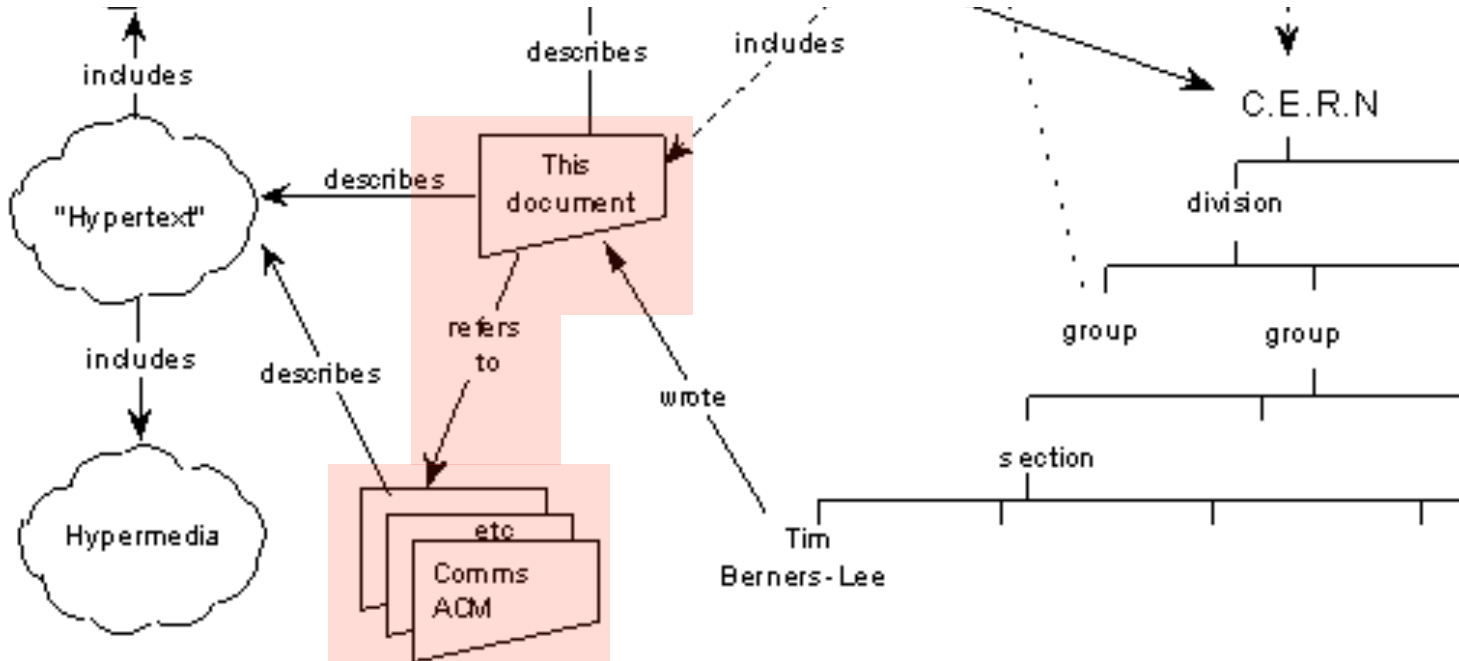 describes
includes
includes
C.E.R.N
This
document
describes
"Hypertext"
division
refers
to
group
group
includes
describes
wrote
section
Hypermedia
etc
Comms
ACM
Tim
Berners-Lee